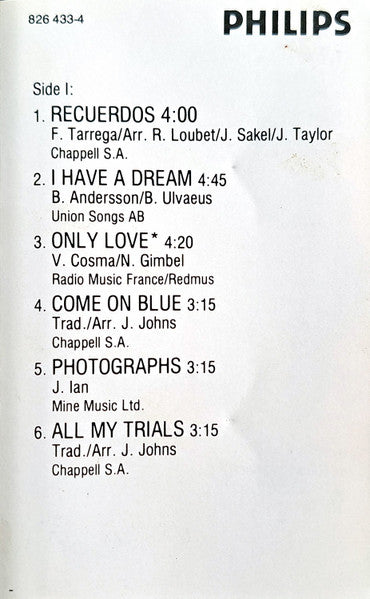 826 433-4
PHILIPS
Side I:
1. RECUERDOS 4:00
F. Tarrega/Arr. R. Loubet/J. Sakel/J. Taylor
Chappell S.A.
2. I HAVE A DREAM 4:45
B. Andersson/B. Ulvaeus
Union Songs AB
3. ONLY LOVE* 4:20
V. Cosma/N. Gimbel
Radio Music France/Redmus
4. COME ON BLUE 3:15
Trad./Arr. J. Johns
Chappell S.A.
5. PHOTOGRAPHS 3:15
J. Ian
Mine Music Ltd.
6. ALL MY TRIALS 3:15
Trad./Arr. J. Johns
Chappell S.A.